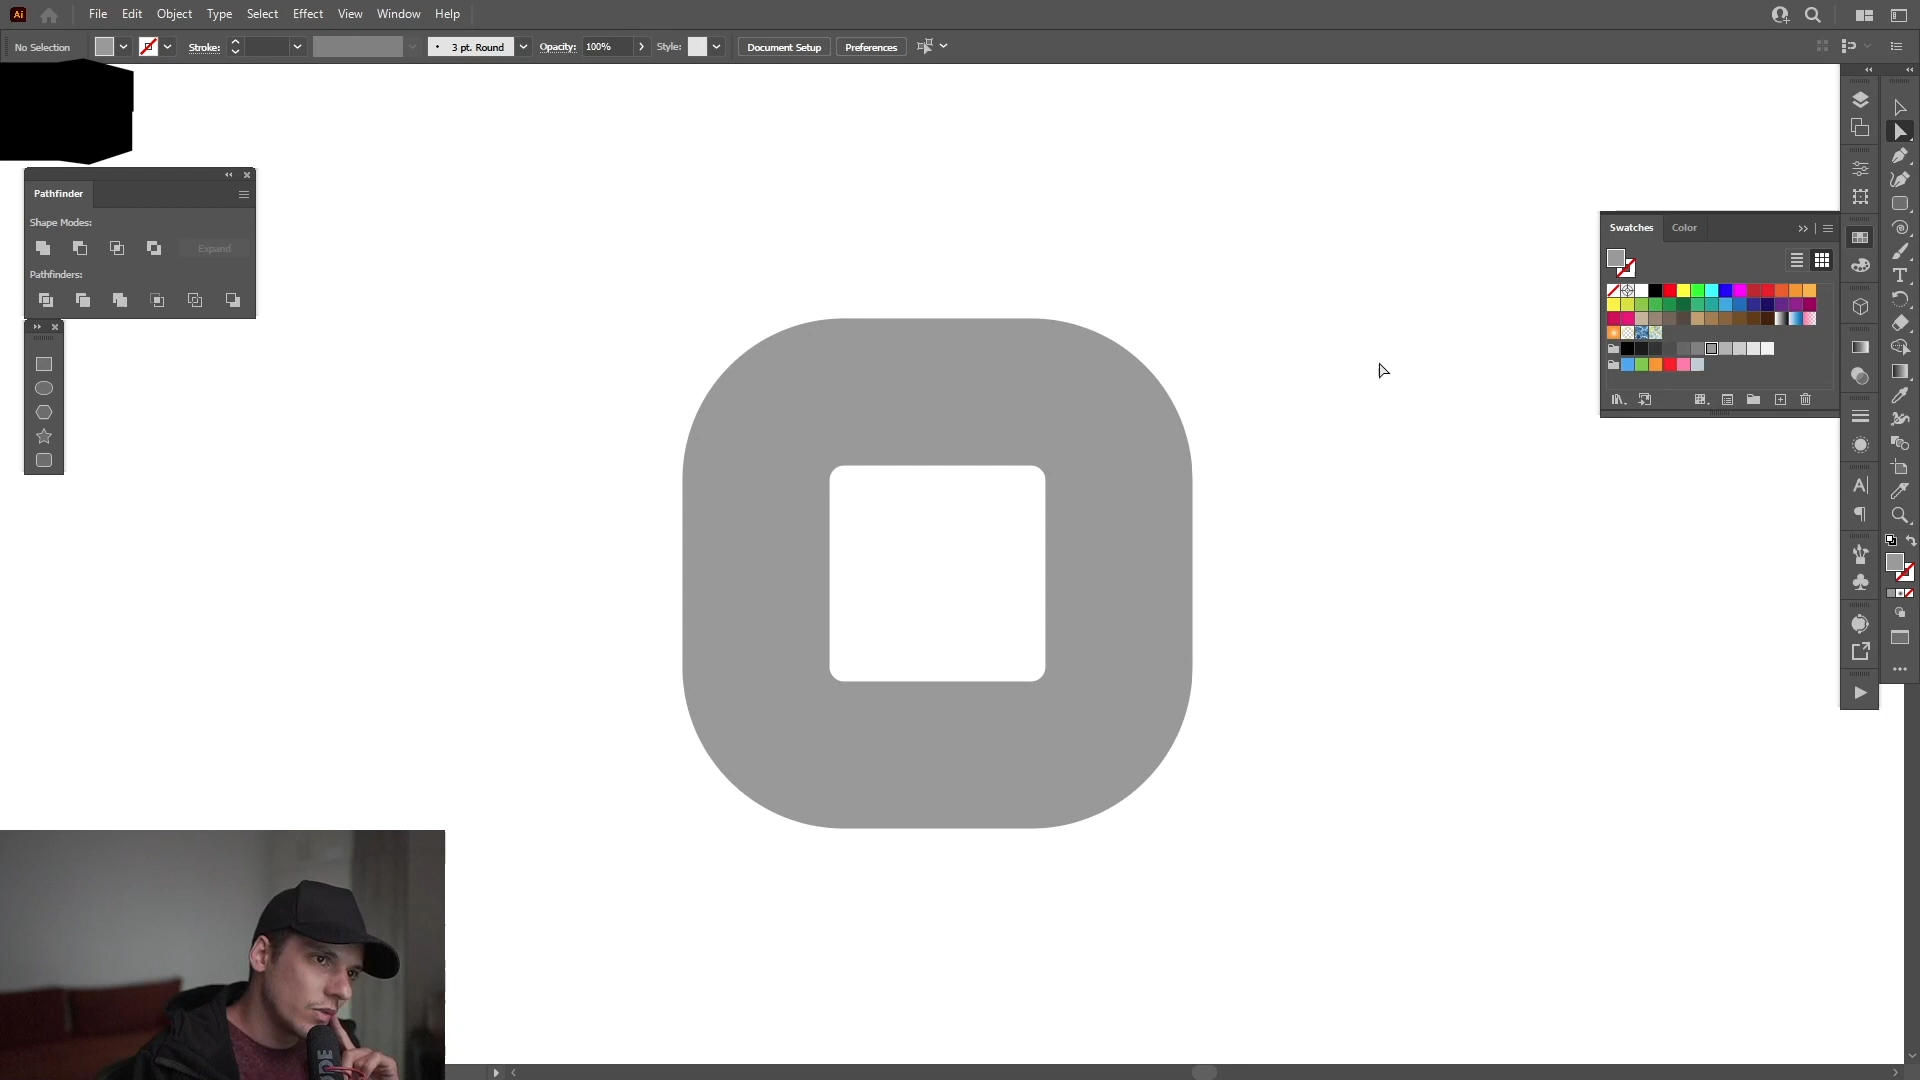 Ai File Edit Object Type Select Effect View Window Help
No Selection Stroke: 3 pt. Round Opacity: 100% Style: Document Setup Preferences
Pathfinder
Shape Modes:
Expand
Pathfinders:
Swatches Color